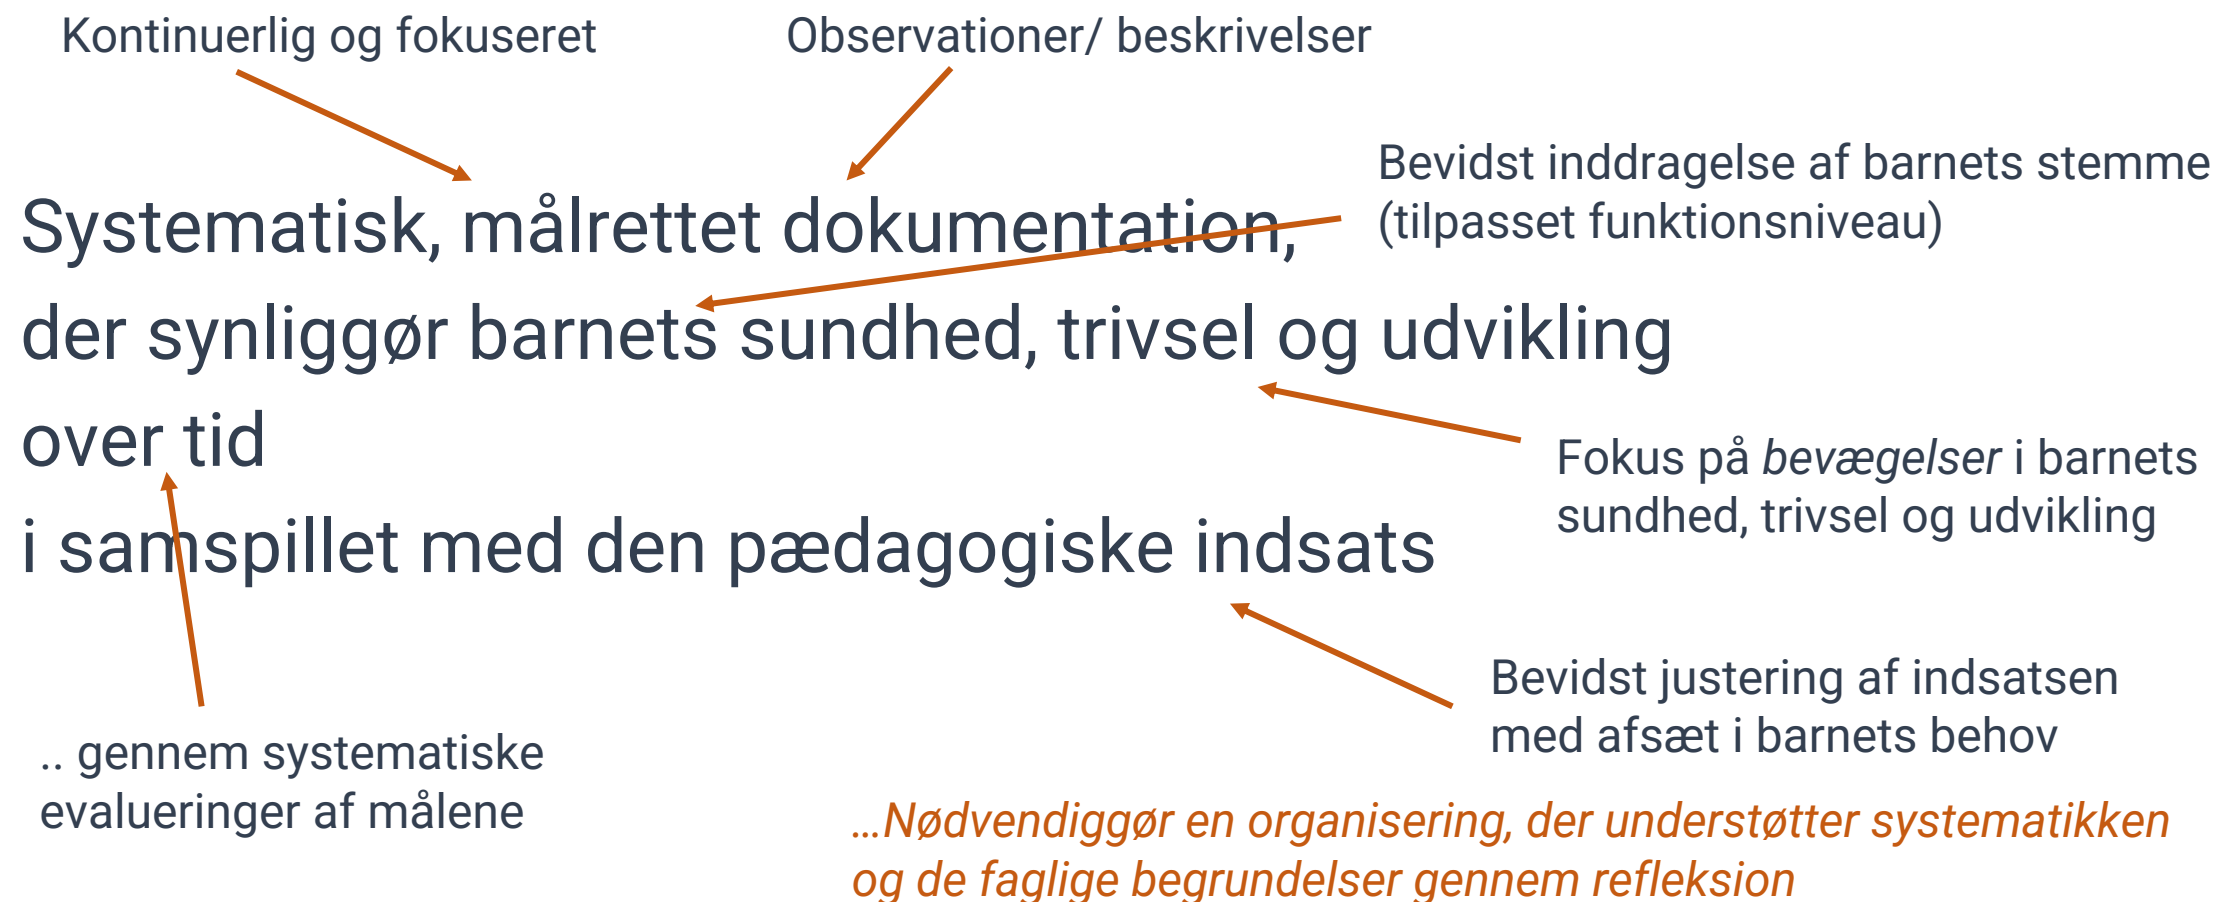 Kontinuerlig og fokuseret
Observationer/ beskrivelser
Bevidst inddragelse af barnets stemme
(tilpasset funktionsniveau)
Systematisk, målrettet dokumentation,
der synliggør barnets sundhed, trivsel og udvikling
over tid
i samspillet med den pædagogiske indsats
Fokus på bevægelser i barnets
sundhed, trivsel og udvikling
Bevidst justering af indsatsen
med afsæt i barnets behov
.. gennem systematiske
evalueringer af målene
…Nødvendiggør en organisering, der understøtter systematikken
og de faglige begrundelser gennem refleksion